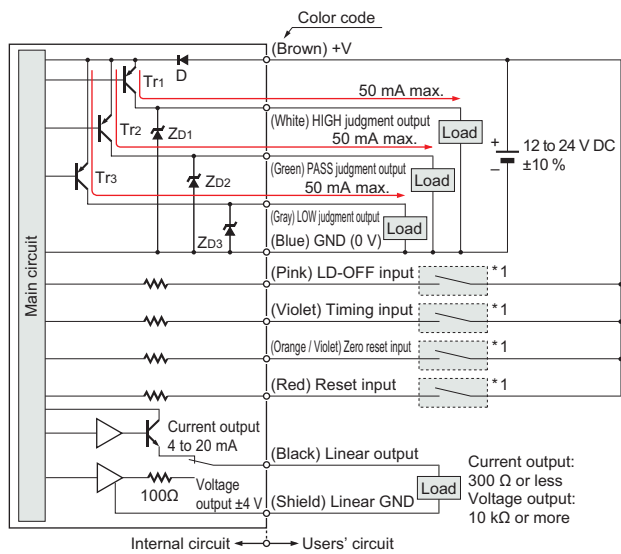 Color code
(Brown) +V
D
Tr1
50 mA max.
(White) HIGH judgment output
Load
Tr2
ZD1
50 mA max.
12 to 24 V DC
±10 %
+
–
(Green) PASS judgment output
Load
Tr3
ZD2
50 mA max.
(Gray) LOW judgment output
Load
ZD3
(Blue) GND (0 V)
Main circuit
(Pink) LD-OFF input
*1
(Violet) Timing input
*1
(Orange / Violet) Zero reset input
*1
(Red) Reset input
*1
Current output
4 to 20 mA
(Black) Linear output
Voltage
output ±4 V
100Ω
(Shield) Linear GND
Load
Current output:
300 Ω or less
Voltage output:
10 kΩ or more
Internal circuit
Users' circuit